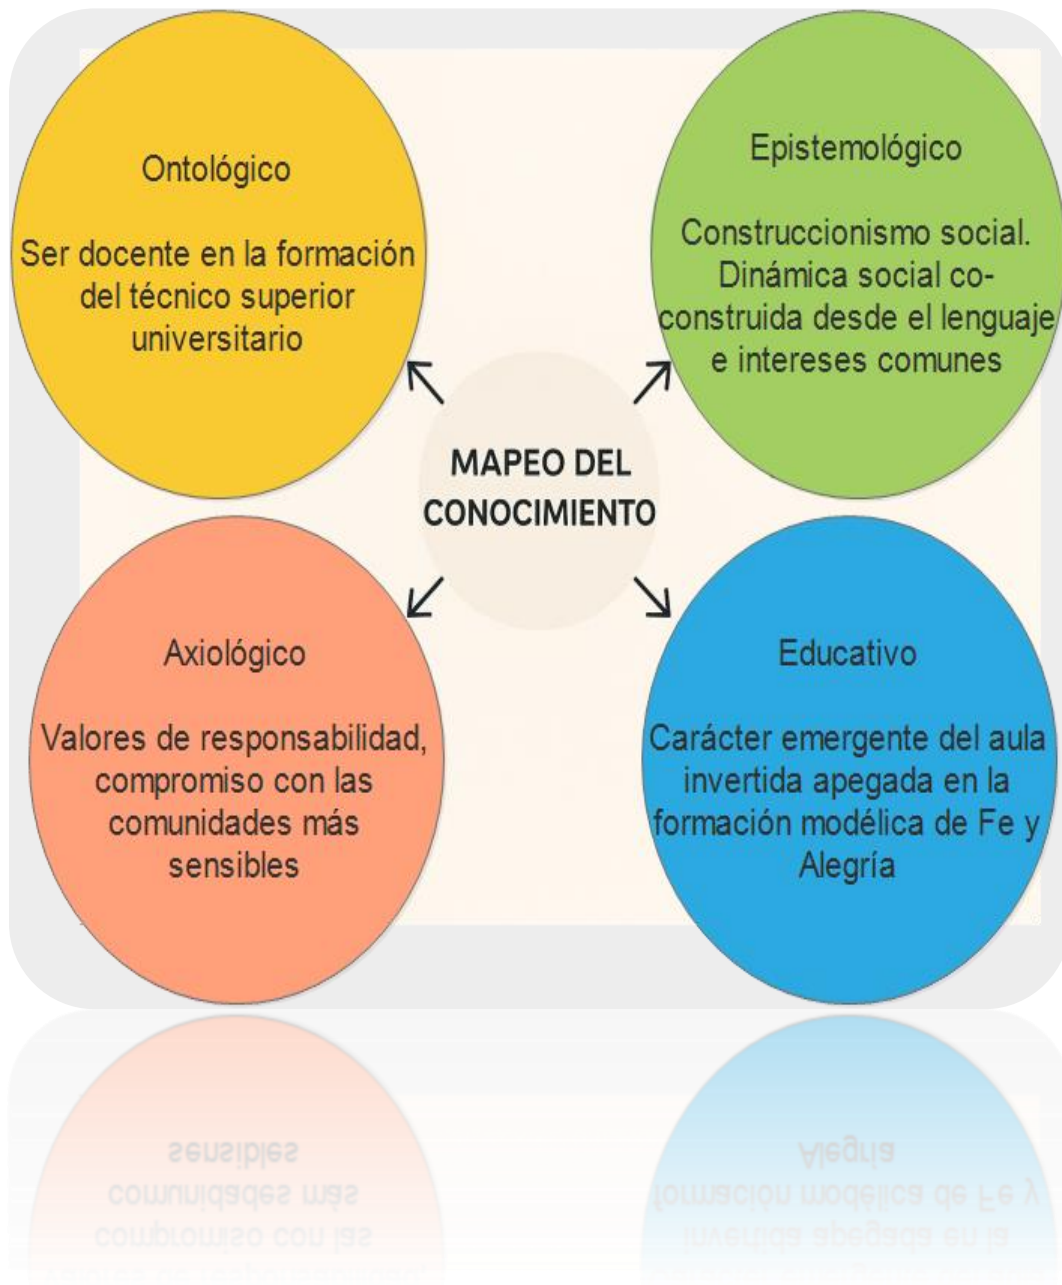 Ontológico
Ser docente en la formación
del técnico superior
universitario
Epistemológico
Construccionismo social.
Dinámica social co-
construida desde el lenguaje
e intereses comunes
MAPEO DEL
CONOCIMIENTO
Axiológico
Valores de responsabilidad,
compromiso con las
comunidades más
sensibles
Educativo
Carácter emergente del aula
invertida apegada en la
formación modélica de Fe y
Alegría